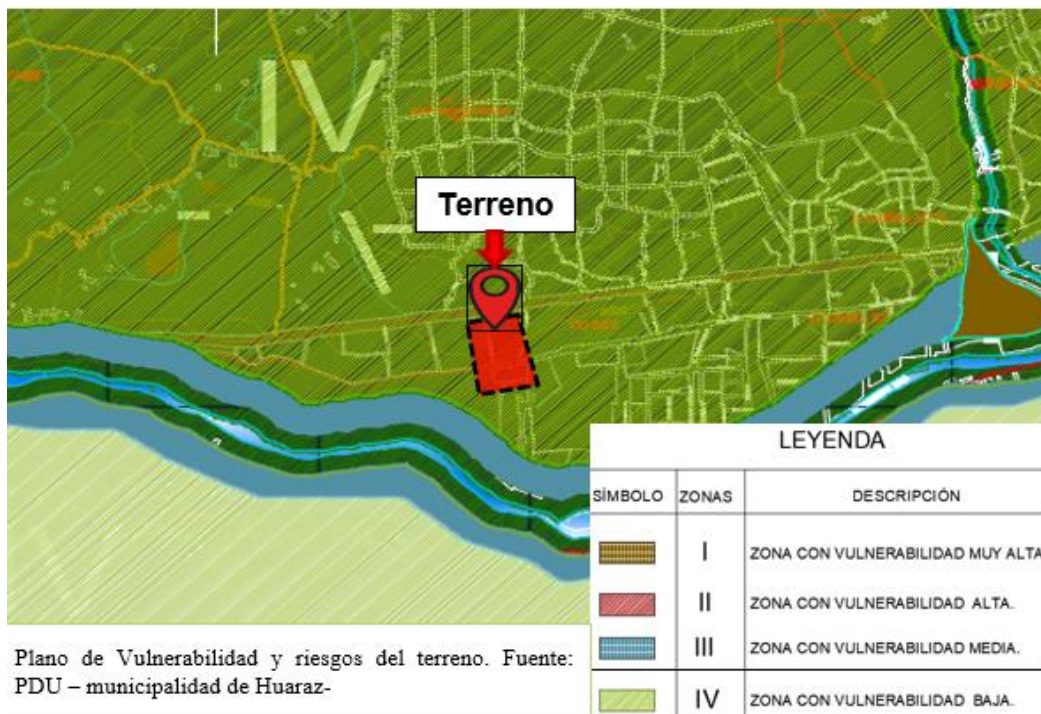 IV
Terreno
LEYENDA
SÍMBOLO ZONAS DESCRIPCIÓN
I ZONA CON VULNERABILIDAD MUY ALTA
II ZONA CON VULNERABILIDAD ALTA.
III ZONA CON VULNERABILIDAD MEDIA.
IV ZONA CON VULNERABILIDAD BAJA.
Plano de Vulnerabilidad y riesgos del terreno. Fuente:
PDU – municipalidad de Huaraz-